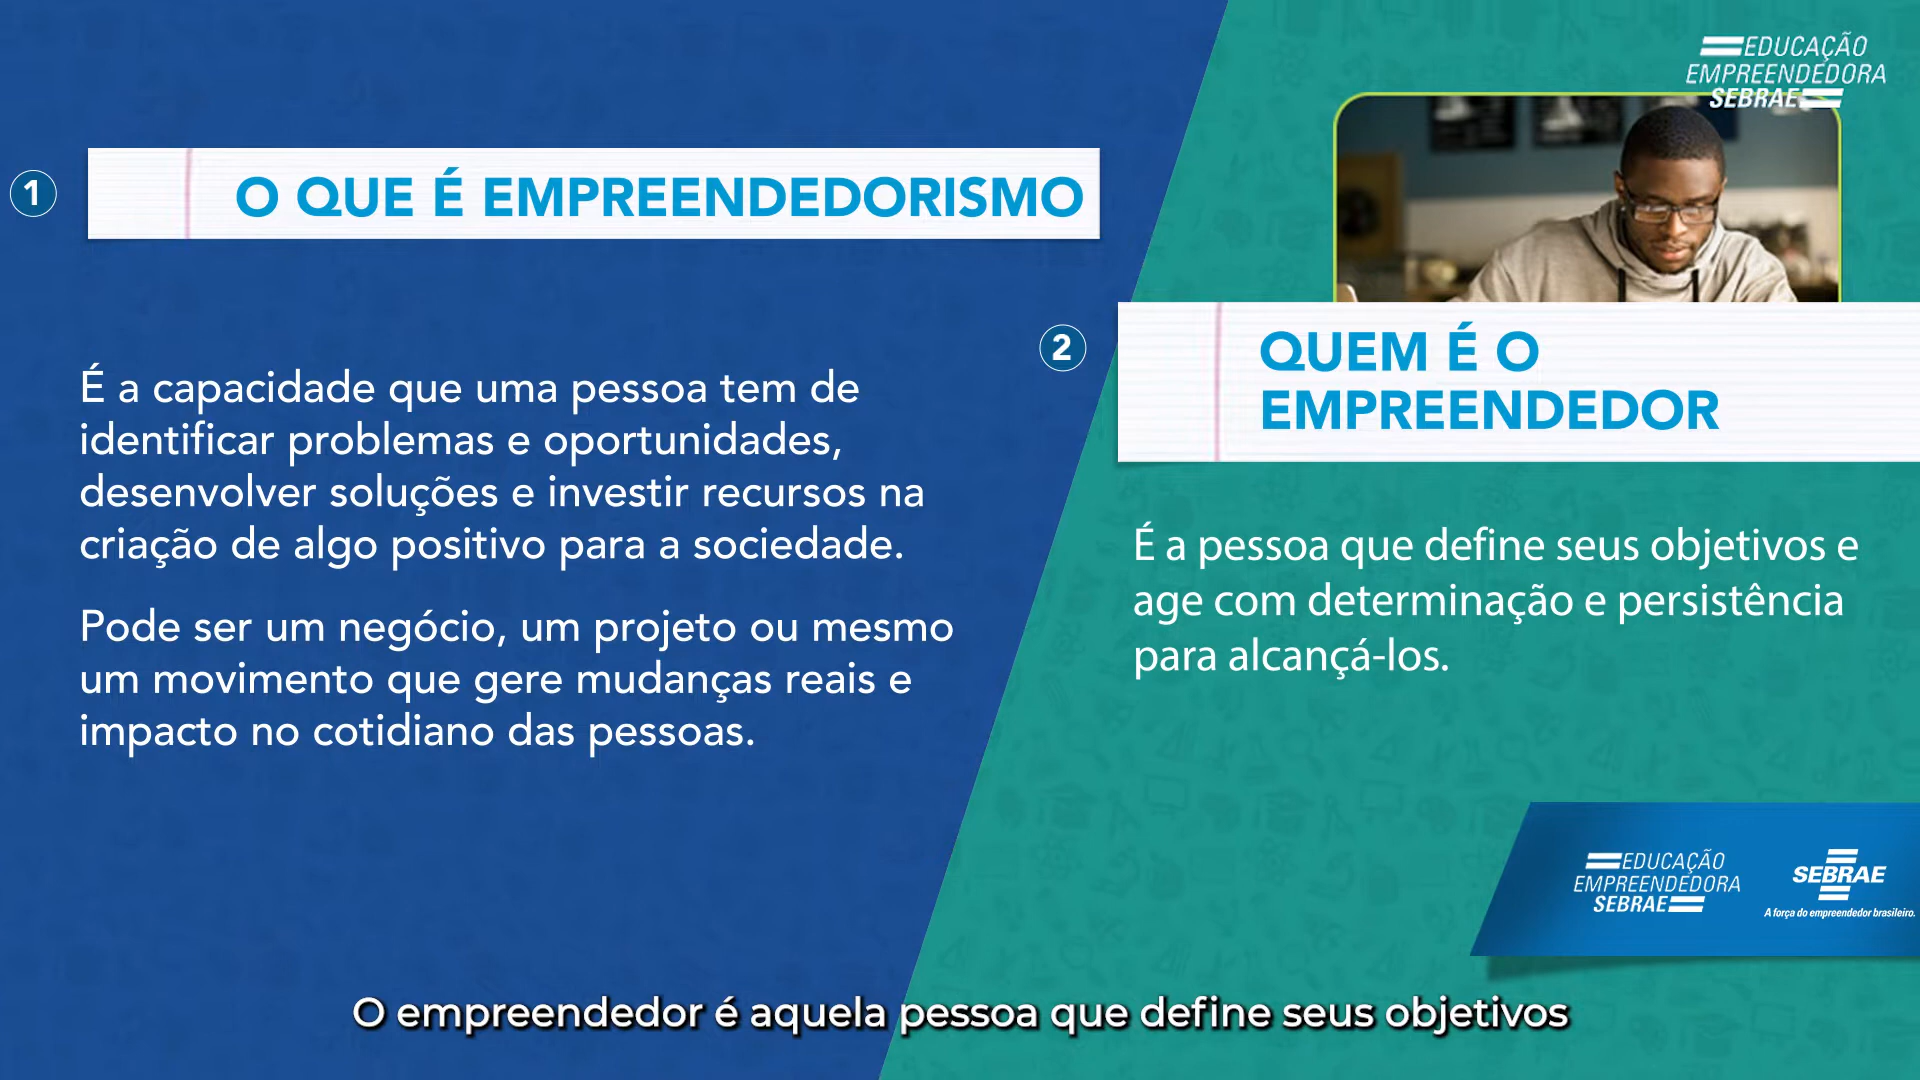 EDUCAÇÃO
EMPREENDEDORA
SEBRAE
1
O QUE É EMPREENDEDORISMO
É a capacidade que uma pessoa tem de
identificar problemas e oportunidades,
desenvolver soluções e investir recursos na
criação de algo positivo para a sociedade.
Pode ser um negócio, um projeto ou mesmo
um movimento que gere mudanças reais e
impacto no cotidiano das pessoas.
2
QUEM É O
EMPREENDEDOR
É a pessoa que define seus objetivos e
age com determinação e persistência
para alcançá-los.
EDUCAÇÃO
EMPREENDEDORA
SEBRAE
SEBRAE
A força do empreendedor brasileiro.
O empreendedor é aquela pessoa que define seus objetivos